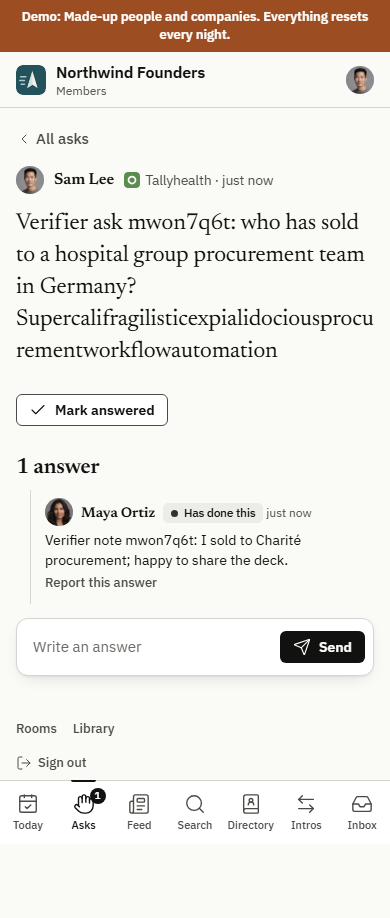 Demo: Made-up people and companies. Everything resets
every night.
Northwind Founders
Members
All asks
Sam Lee Tallyhealth · just now
Verifier ask mwon7q6t: who has sold
to a hospital group procurement team
in Germany?
Supercalifragilisticexpialidociousprocu
rementworkflowautomation
Mark answered
1 answer
Maya Ortiz Has done this just now
Verifier note mwon7q6t: I sold to Charité
procurement; happy to share the deck.
Report this answer
Write an answer Send
Rooms Library
Sign out
1
Today Asks Feed Search Directory Intros Inbox